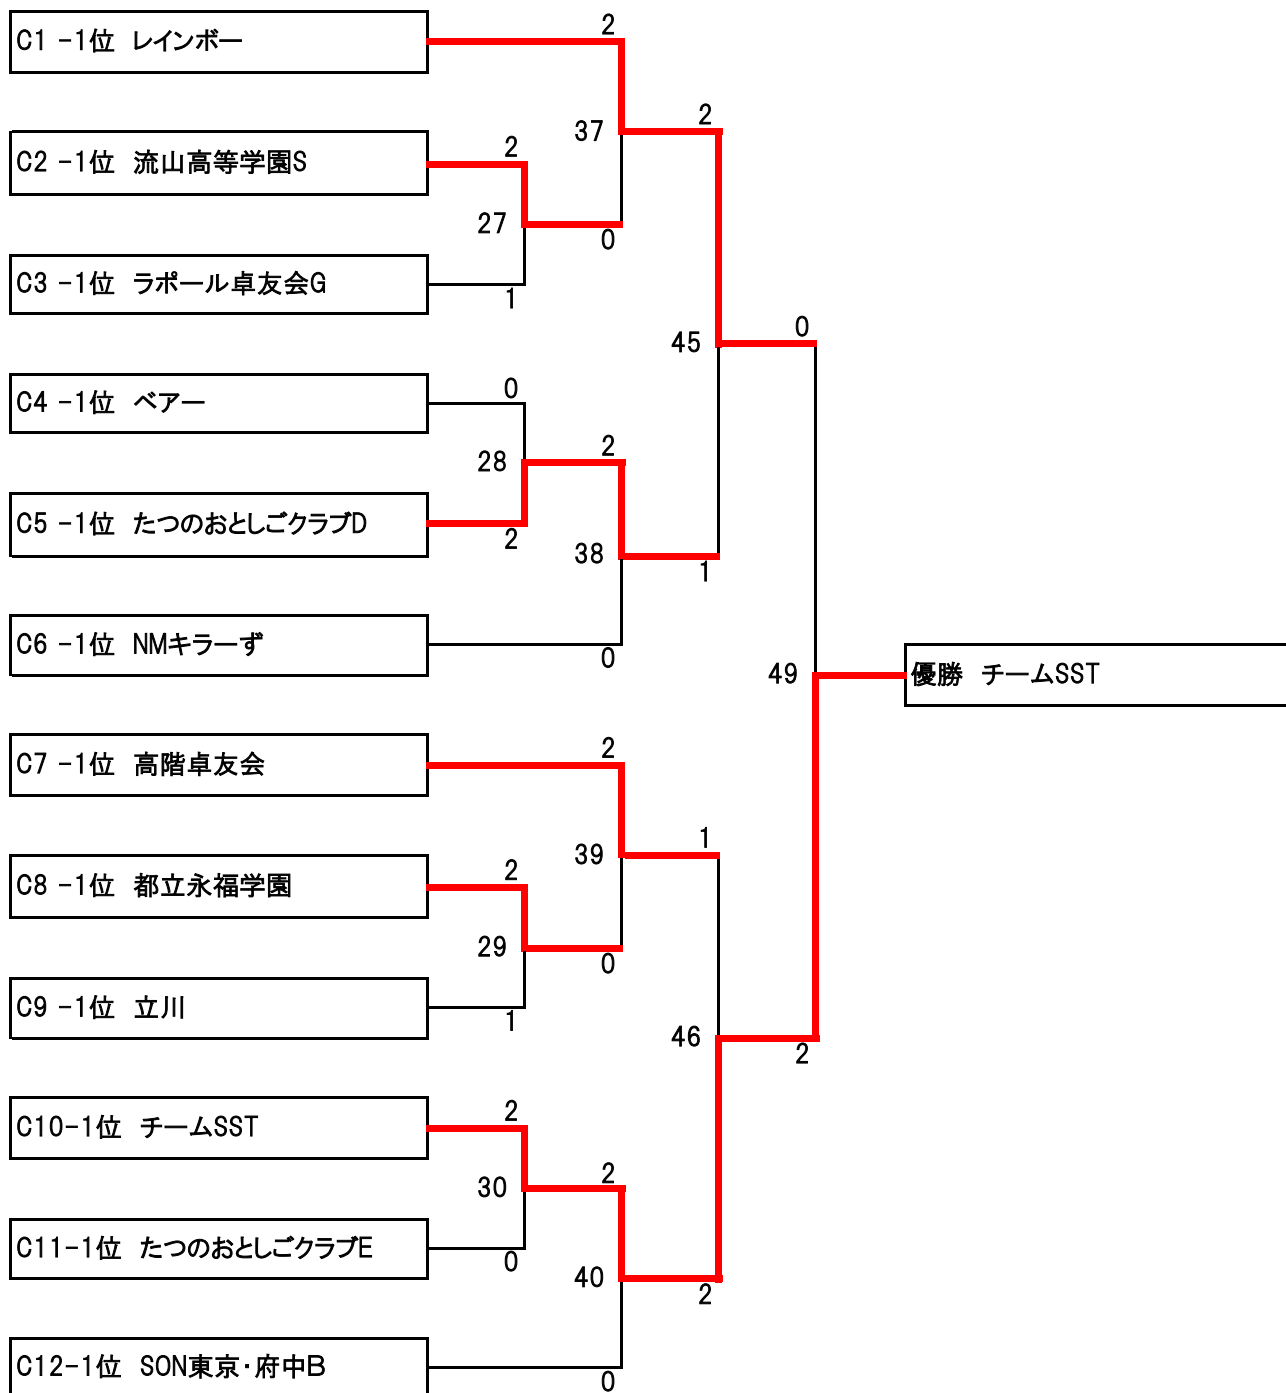 2
C1 -1位 レインボー
2
37
2
C2 -1位 流山高等学園S
27
0
C3 -1位 ラポール卓友会G
1
0
45
0
C4 -1位 ベアー
2
28
C5 -1位 たつのおとしごクラブD
2
38
1
C6 -1位 NMキラーず
0
49
優勝 チームSST
2
C7 -1位 高階卓友会
1
39
2
C8 -1位 都立永福学園
29
0
C9 -1位 立川
1
46
2
2
C10-1位 チームSST
2
30
C11-1位 たつのおとしごクラブE
0
40
2
C12-1位 SON東京・府中B
0